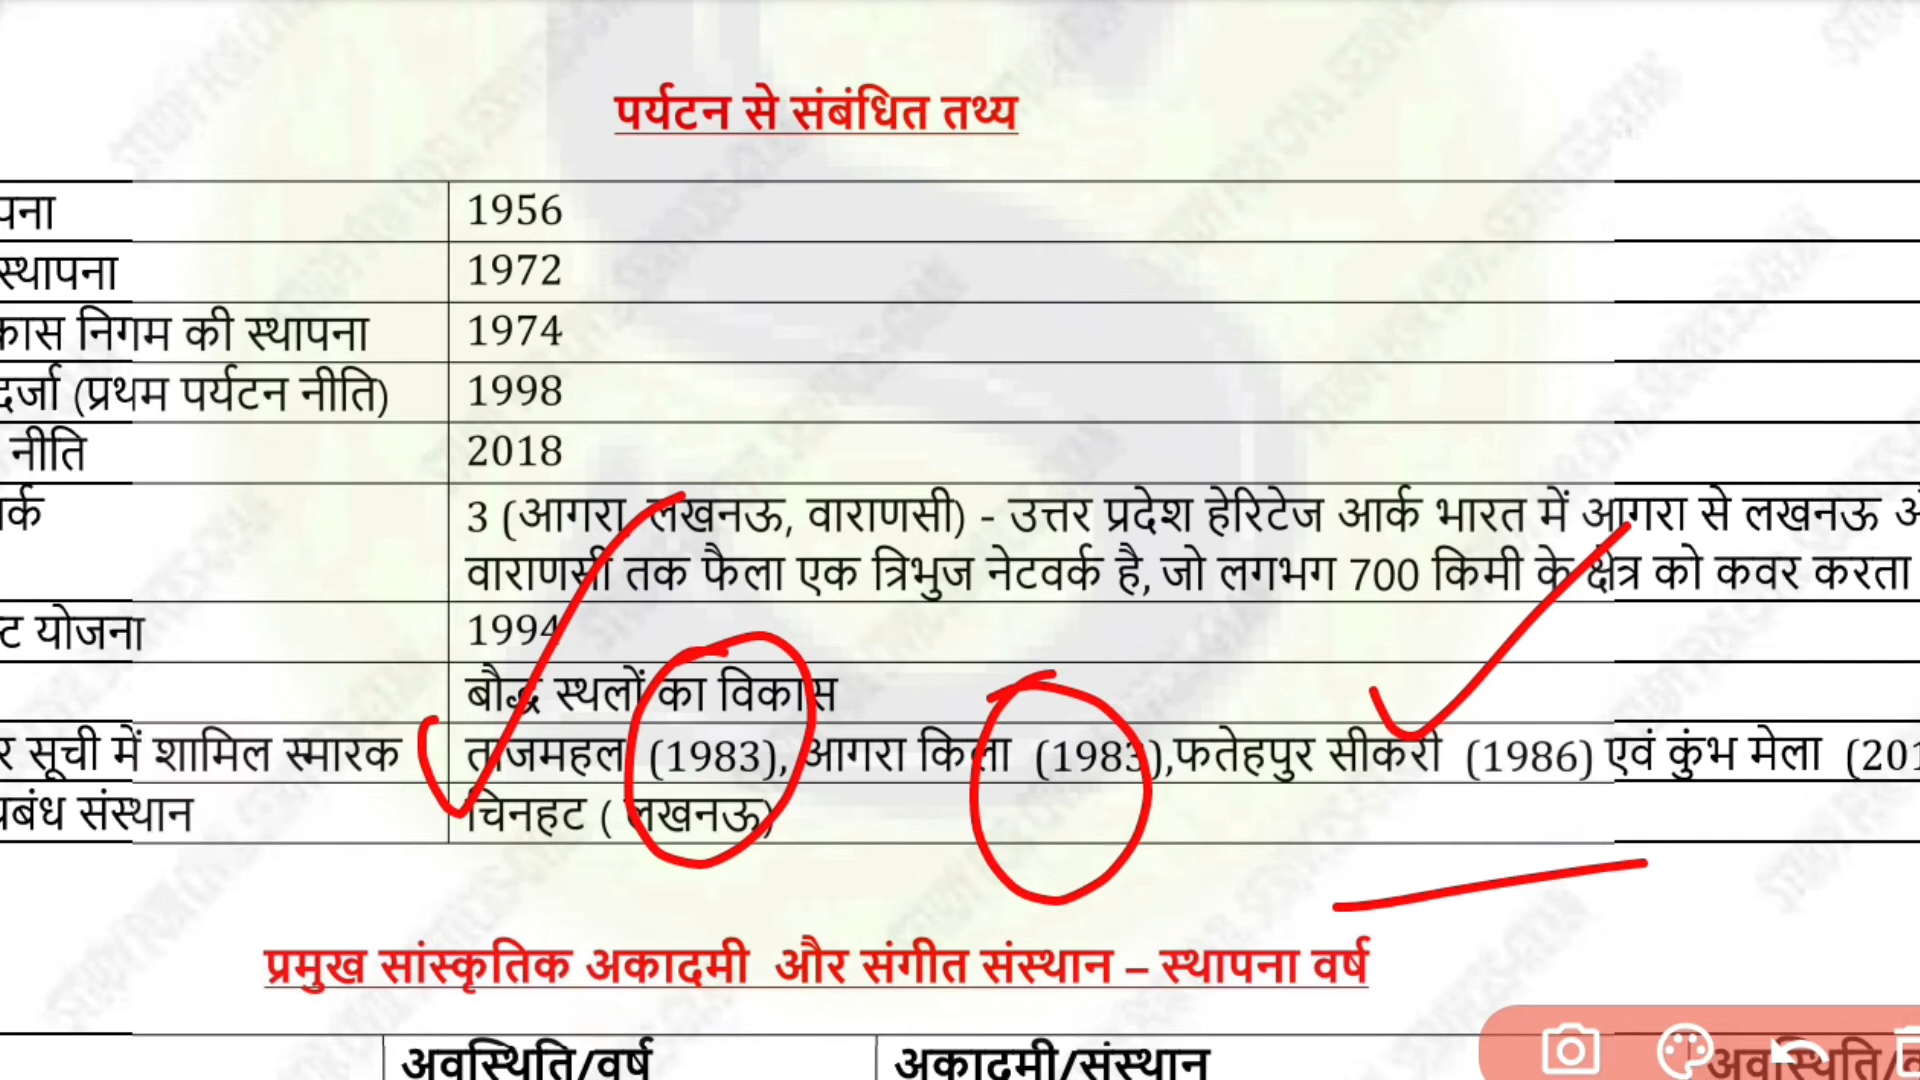 पर्यटन से संबंधित तथ्य
पना 1956
स्थापना 1972
कास निगम की स्थापना 1974
दर्जा (प्रथम पर्यटन नीति) 1998
नीति 2018
र्क 3 (आगरा, लखनऊ, वाराणसी) - उत्तर प्रदेश हेरिटेज आर्क भारत में आगरा से लखनऊ
वाराणसी तक फैला एक त्रिभुज नेटवर्क है, जो लगभग 700 किमी के क्षेत्र को कवर करता
ट योजना 1994
बौद्ध स्थलों का विकास
र सूची में शामिल स्मारक ताजमहल (1983), आगरा किला (1983),फतेहपुर सीकरी (1986) एवं कुंभ मेला (201
प्रबंध संस्थान चिनहट ( लखनऊ)
प्रमुख सांस्कृतिक अकादमी और संगीत संस्थान – स्थापना वर्ष
अवस्थिति/वर्ष अकादमी/संस्थान अवस्थिति/व